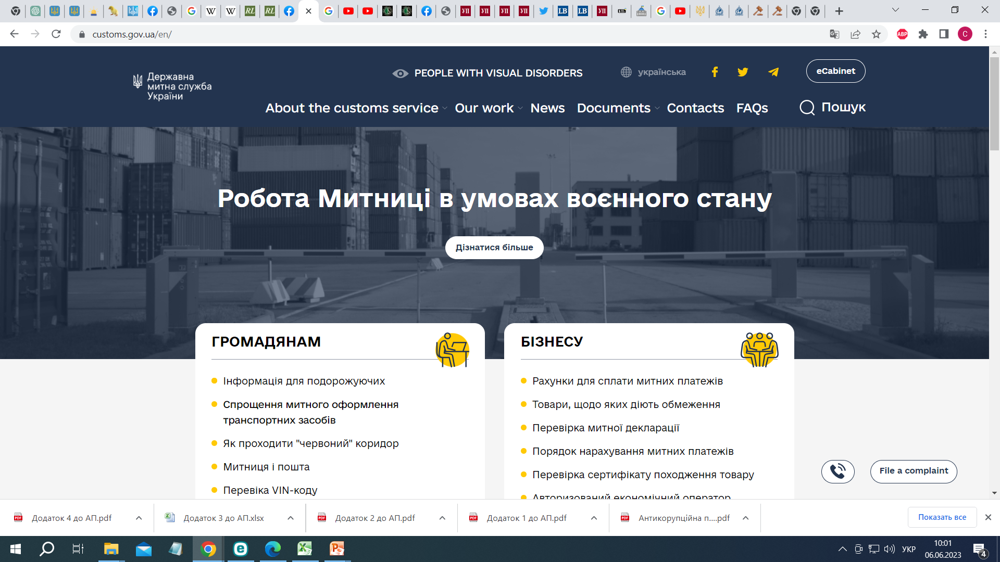 customs.gov.ua/en/
ABP
C
Державна
митна служба
України
PEOPLE WITH VISUAL DISORDERS
українська
eCabinet
About the customs service
Our work
News
Documents
Contacts
FAQs
Пошук
Робота Митниці в умовах воєнного стану
Дізнатися більше
ГРОМАДЯНАМ
Інформація для подорожуючих
Спрощення митного оформлення
транспортних засобів
Як проходити "червоний" коридор
Митниця і пошта
Перевіка VIN-коду
БІЗНЕСУ
Рахунки для сплати митних платежів
Товари, щодо яких діють обмеження
Перевірка митної декларації
Порядок нарахування митних платежів
Перевірка сертифікату походження товару
Авторизований економічний оператор
File a complaint
Додаток 4 до АП.pdf
Додаток 3 до АП.xlsx
Додаток 2 до АП.pdf
Додаток 1 до АП.pdf
Антикорупційна п....pdf
Показать все
УКР
10:01
06.06.2023
4